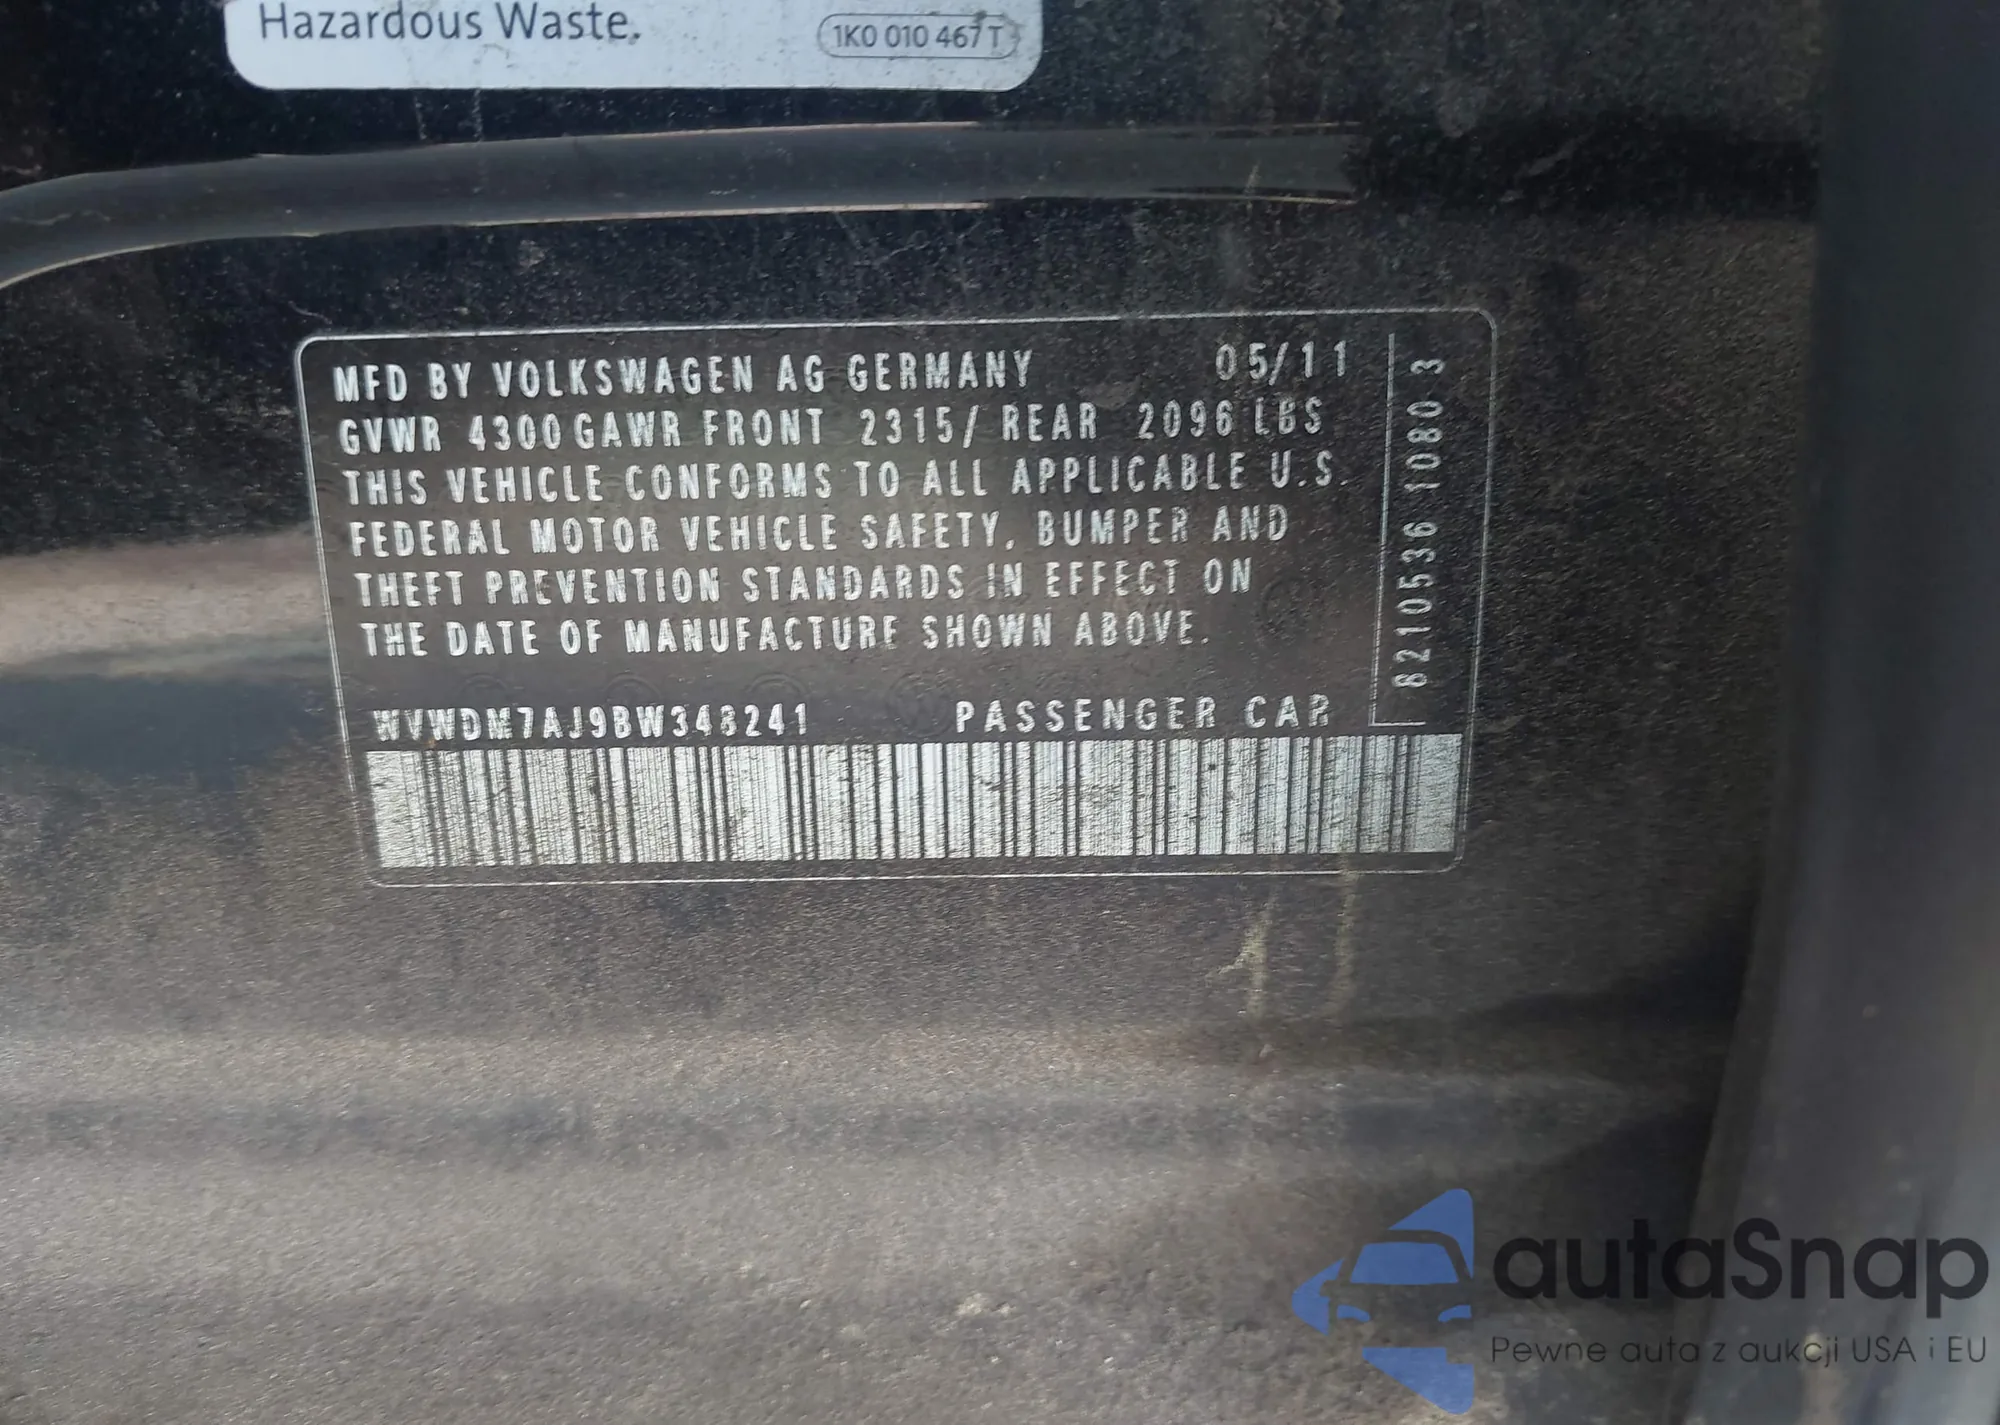 Hazardous Waste.
1K0 010 467 T
MFD BY VOLKSWAGEN AG GERMANY 05/11
GVWR 4300 GAWR FRONT 2315/ REAR 2096 LBS
THIS VEHICLE CONFORMS TO ALL APPLICABLE U.S.
FEDERAL MOTOR VEHICLE SAFETY, BUMPER AND
THEFT PREVENTION STANDARDS IN EFFECT ON
THE DATE OF MANUFACTURE SHOWN ABOVE.
WVWDM7AJ9BW348241 PASSENGER CAR
8210536 1080 3
autaSnap
Pewne auta z aukcji USA i EU